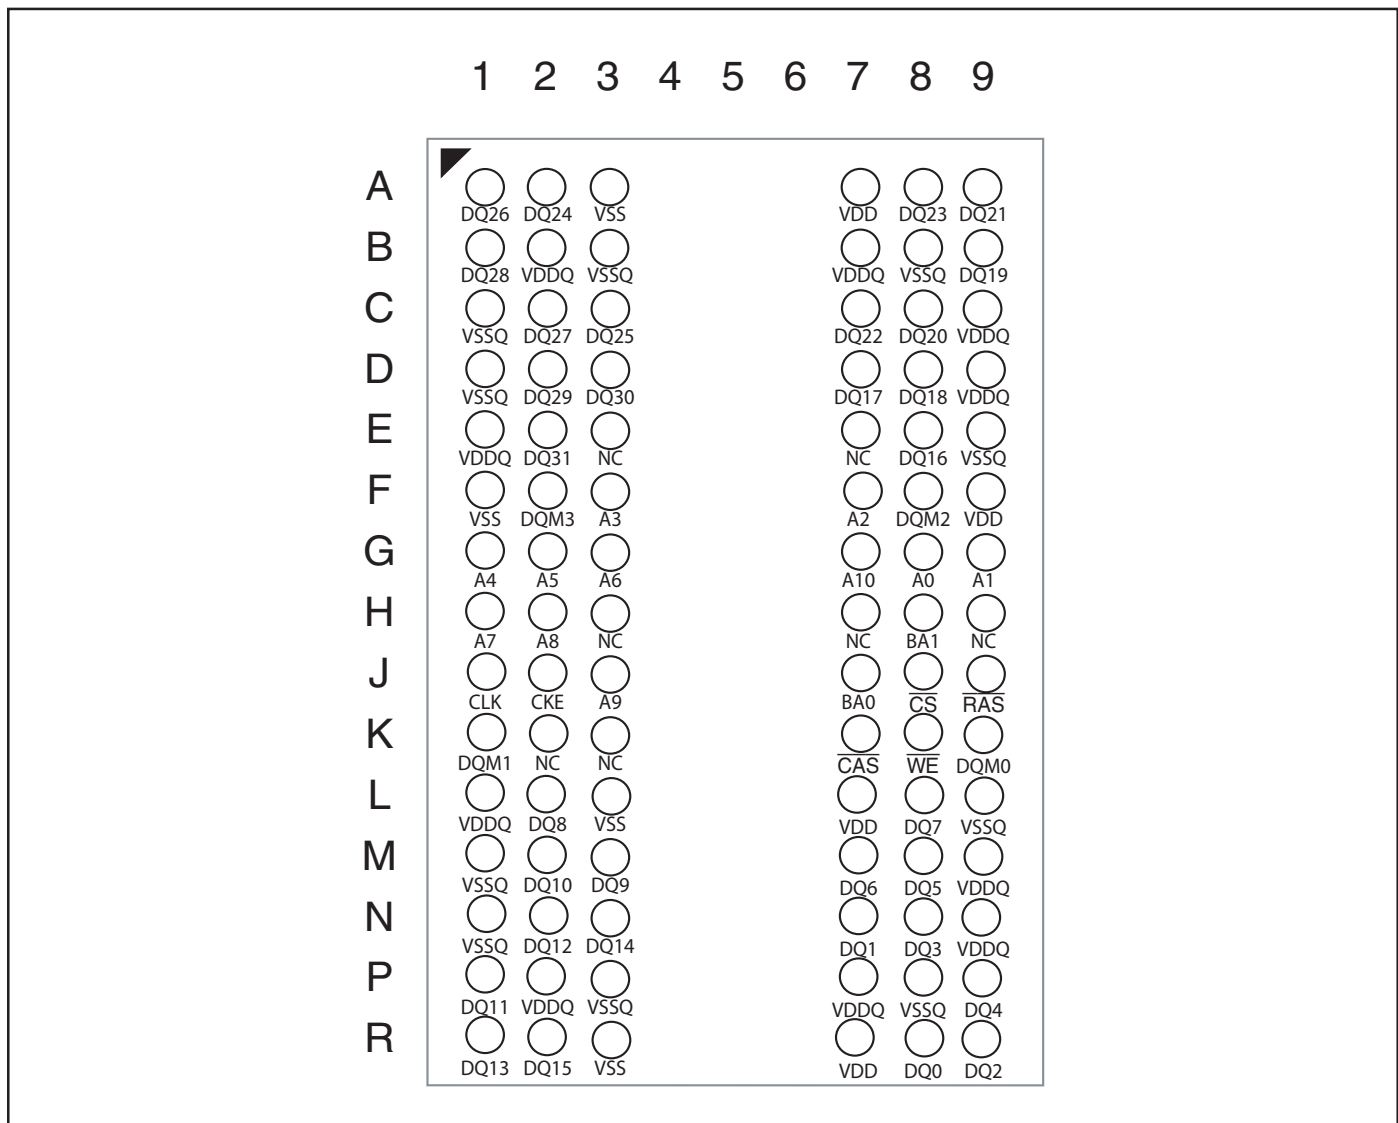 1 2 3 4 5 6 7 8 9
A
DQ26 DQ24 VSS VDD DQ23 DQ21
B
DQ28 VDDQ VSSQ VDDQ VSSQ DQ19
C
VSSQ DQ27 DQ25 DQ22 DQ20 VDDQ
D
VSSQ DQ29 DQ30 DQ17 DQ18 VDDQ
E
VDDQ DQ31 NC NC DQ16 VSSQ
F
VSS DQM3 A3 A2 DQM2 VDD
G
A4 A5 A6 A10 A0 A1
H
A7 A8 NC NC BA1 NC
J
CLK CKE A9 BA0 C̅S̅ R̅A̅S̅
K
DQM1 NC NC C̅A̅S̅ W̅E̅ DQM0
L
VDDQ DQ8 VSS VDD DQ7 VSSQ
M
VSSQ DQ10 DQ9 DQ6 DQ5 VDDQ
N
VSSQ DQ12 DQ14 DQ1 DQ3 VDDQ
P
DQ11 VDDQ VSSQ VDDQ VSSQ DQ4
R
DQ13 DQ15 VSS VDD DQ0 DQ2